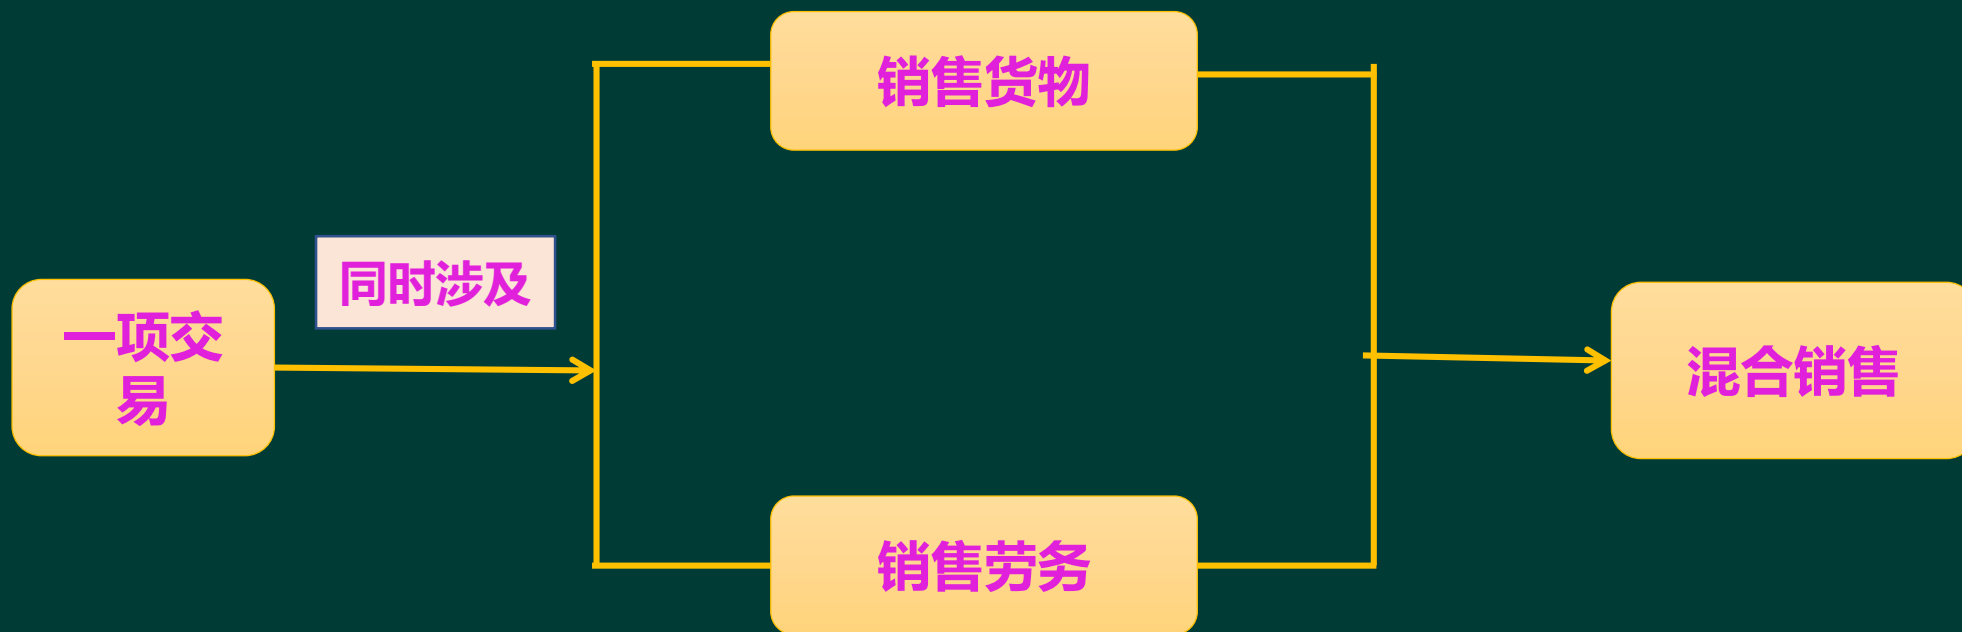 销售货物
同时涉及
一项交
易
混合销售
销售劳务